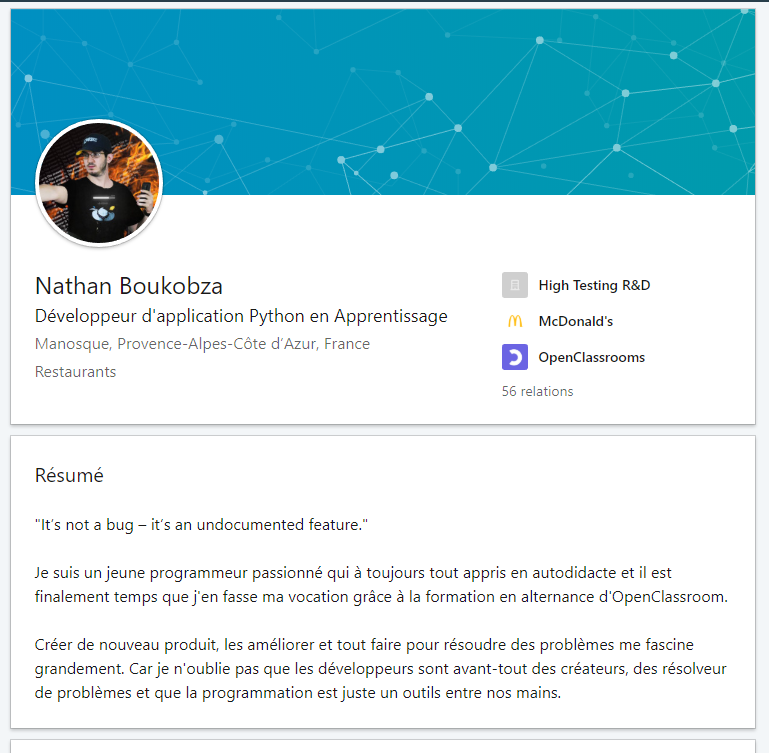 Nathan Boukobza
Développeur d'application Python en Apprentissage
Manosque, Provence-Alpes-Côte d’Azur, France
Restaurants
High Testing R&D
McDonald's
OpenClassrooms
56 relations
Résumé
"It’s not a bug – it’s an undocumented feature."
Je suis un jeune programmeur passionné qui à toujours tout appris en autodidacte et il est
finalement temps que j'en fasse ma vocation grâce à la formation en alternance d'OpenClassroom.
Créer de nouveau produit, les améliorer et tout faire pour résoudre des problèmes me fascine
grandement. Car je n'oublie pas que les développeurs sont avant-tout des créateurs, des résolveur
de problèmes et que la programmation est juste un outils entre nos mains.